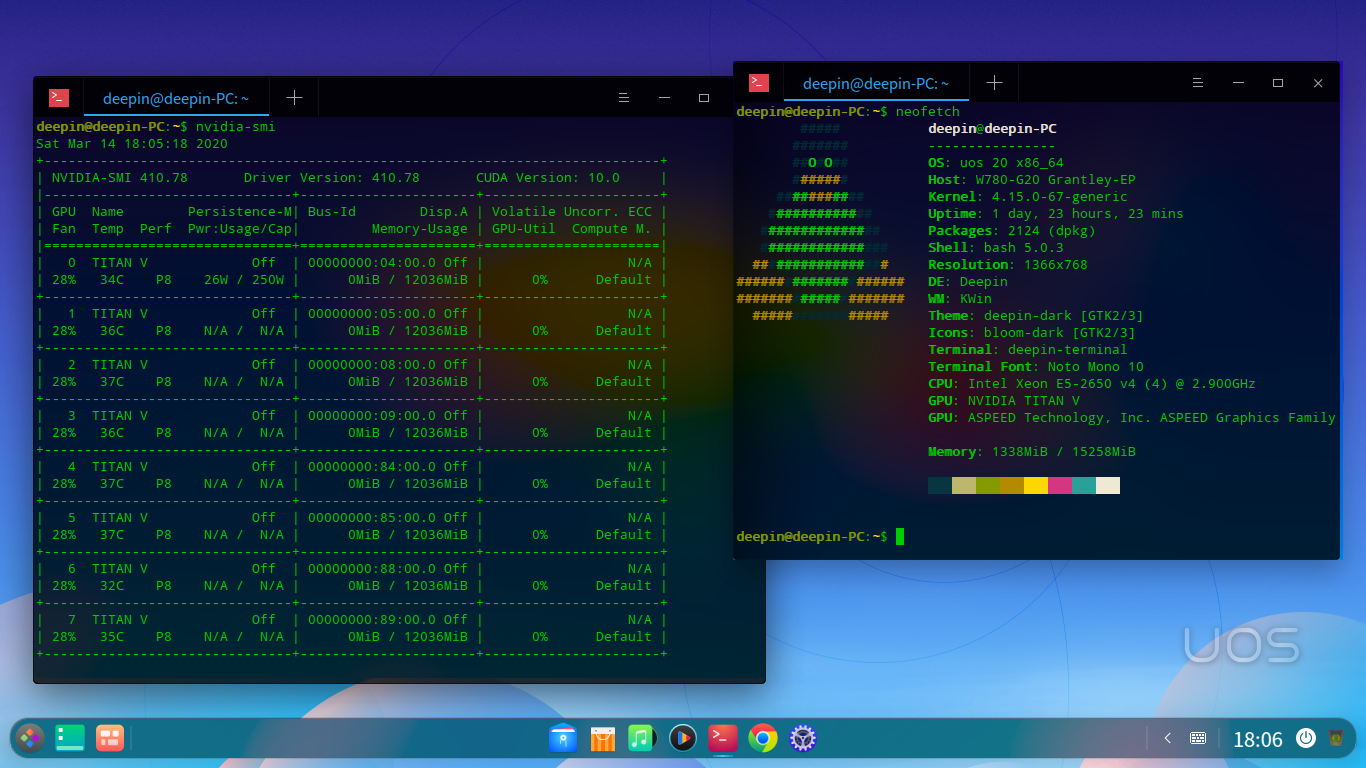 deepin@deepin-PC: ~
deepin@deepin-PC:~$ nvidia-smi
Sat Mar 14 18:05:18 2020
+-----------------------------------------------------------------------------+
| NVIDIA-SMI 410.78       Driver Version: 410.78       CUDA Version: 10.0     |
|-------------------------------+----------------------+----------------------+
| GPU  Name        Persistence-M| Bus-Id        Disp.A | Volatile Uncorr. ECC |
| Fan  Temp  Perf  Pwr:Usage/Cap|         Memory-Usage | GPU-Util  Compute M. |
|===============================+======================+======================|
|   0  TITAN V             Off  | 00000000:04:00.0 Off |                  N/A |
| 28%   34C    P8    26W / 250W |      0MiB / 12036MiB |      0%      Default |
+-------------------------------+----------------------+----------------------+
|   1  TITAN V             Off  | 00000000:05:00.0 Off |                  N/A |
| 28%   36C    P8    N/A /  N/A |      0MiB / 12036MiB |      0%      Default |
+-------------------------------+----------------------+----------------------+
|   2  TITAN V             Off  | 00000000:08:00.0 Off |                  N/A |
| 28%   37C    P8    N/A /  N/A |      0MiB / 12036MiB |      0%      Default |
+-------------------------------+----------------------+----------------------+
|   3  TITAN V             Off  | 00000000:09:00.0 Off |                  N/A |
| 28%   36C    P8    N/A /  N/A |      0MiB / 12036MiB |      0%      Default |
+-------------------------------+----------------------+----------------------+
|   4  TITAN V             Off  | 00000000:84:00.0 Off |                  N/A |
| 28%   37C    P8    N/A /  N/A |      0MiB / 12036MiB |      0%      Default |
+-------------------------------+----------------------+----------------------+
|   5  TITAN V             Off  | 00000000:85:00.0 Off |                  N/A |
| 28%   37C    P8    N/A /  N/A |      0MiB / 12036MiB |      0%      Default |
+-------------------------------+----------------------+----------------------+
|   6  TITAN V             Off  | 00000000:88:00.0 Off |                  N/A |
| 28%   32C    P8    N/A /  N/A |      0MiB / 12036MiB |      0%      Default |
+-------------------------------+----------------------+----------------------+
|   7  TITAN V             Off  | 00000000:89:00.0 Off |                  N/A |
| 28%   35C    P8    N/A /  N/A |      0MiB / 12036MiB |      0%      Default |
+-------------------------------+----------------------+----------------------+
deepin@deepin-PC: ~
deepin@deepin-PC:~$ neofetch
deepin@deepin-PC
----------------
OS: uos 20 x86_64
Host: W780-G20 Grantley-EP
Kernel: 4.15.0-67-generic
Uptime: 1 day, 23 hours, 23 mins
Packages: 2124 (dpkg)
Shell: bash 5.0.3
Resolution: 1366x768
DE: Deepin
WM: KWin
Theme: deepin-dark [GTK2/3]
Icons: bloom-dark [GTK2/3]
Terminal: deepin-terminal
Terminal Font: Noto Mono 10
CPU: Intel Xeon E5-2650 v4 (4) @ 2.900GHz
GPU: NVIDIA TITAN V
GPU: ASPEED Technology, Inc. ASPEED Graphics Family
Memory: 1338MiB / 15258MiB
deepin@deepin-PC:~$
UOS
18:06